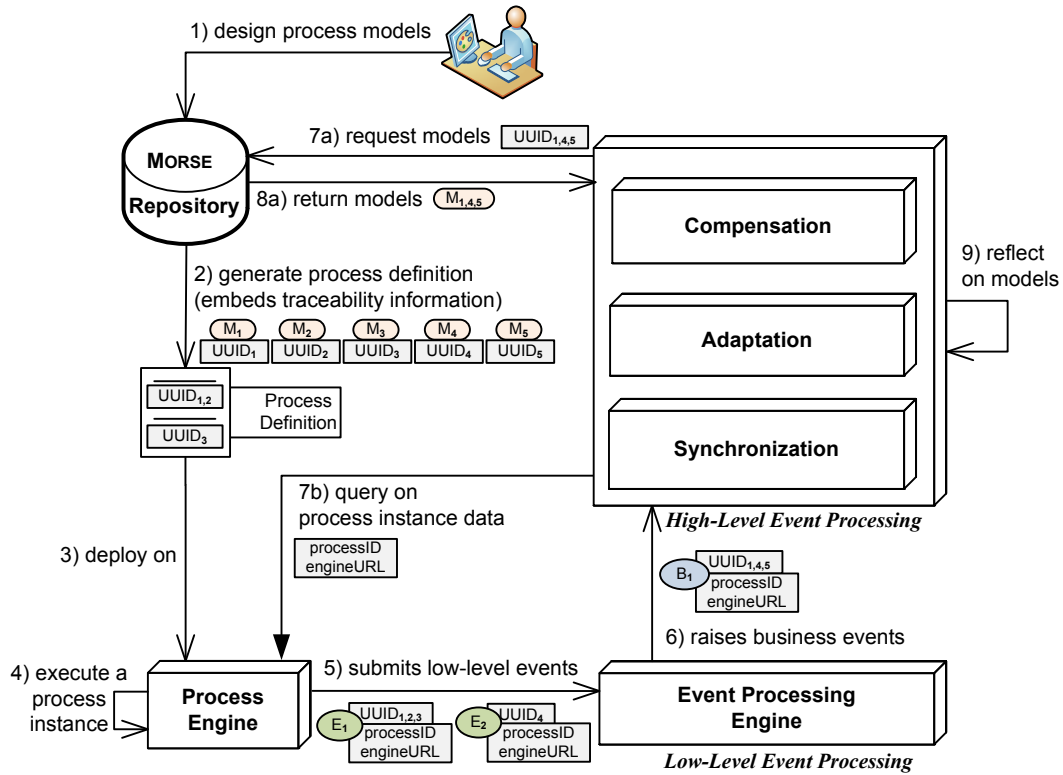 1) design process models
7a) request models
UUID1,4,5
MORSE
Repository
8a) return models
M1,4,5
Compensation
Adaptation
Synchronization
9) reflect
on models
High-Level Event Processing
2) generate process definition
(embeds traceability information)
M1 M2 M3 M4 M5
UUID1 UUID2 UUID3 UUID4 UUID5
UUID1,2
UUID3
Process
Definition
7b) query on
process instance data
processID
engineURL
3) deploy on
B1
UUID1,4,5
processID
engineURL
6) raises business events
4) execute a
process
instance
Process
Engine
5) submits low-level events
E1
UUID1,2,3
processID
engineURL
E2
UUID4
processID
engineURL
Event Processing
Engine
Low-Level Event Processing